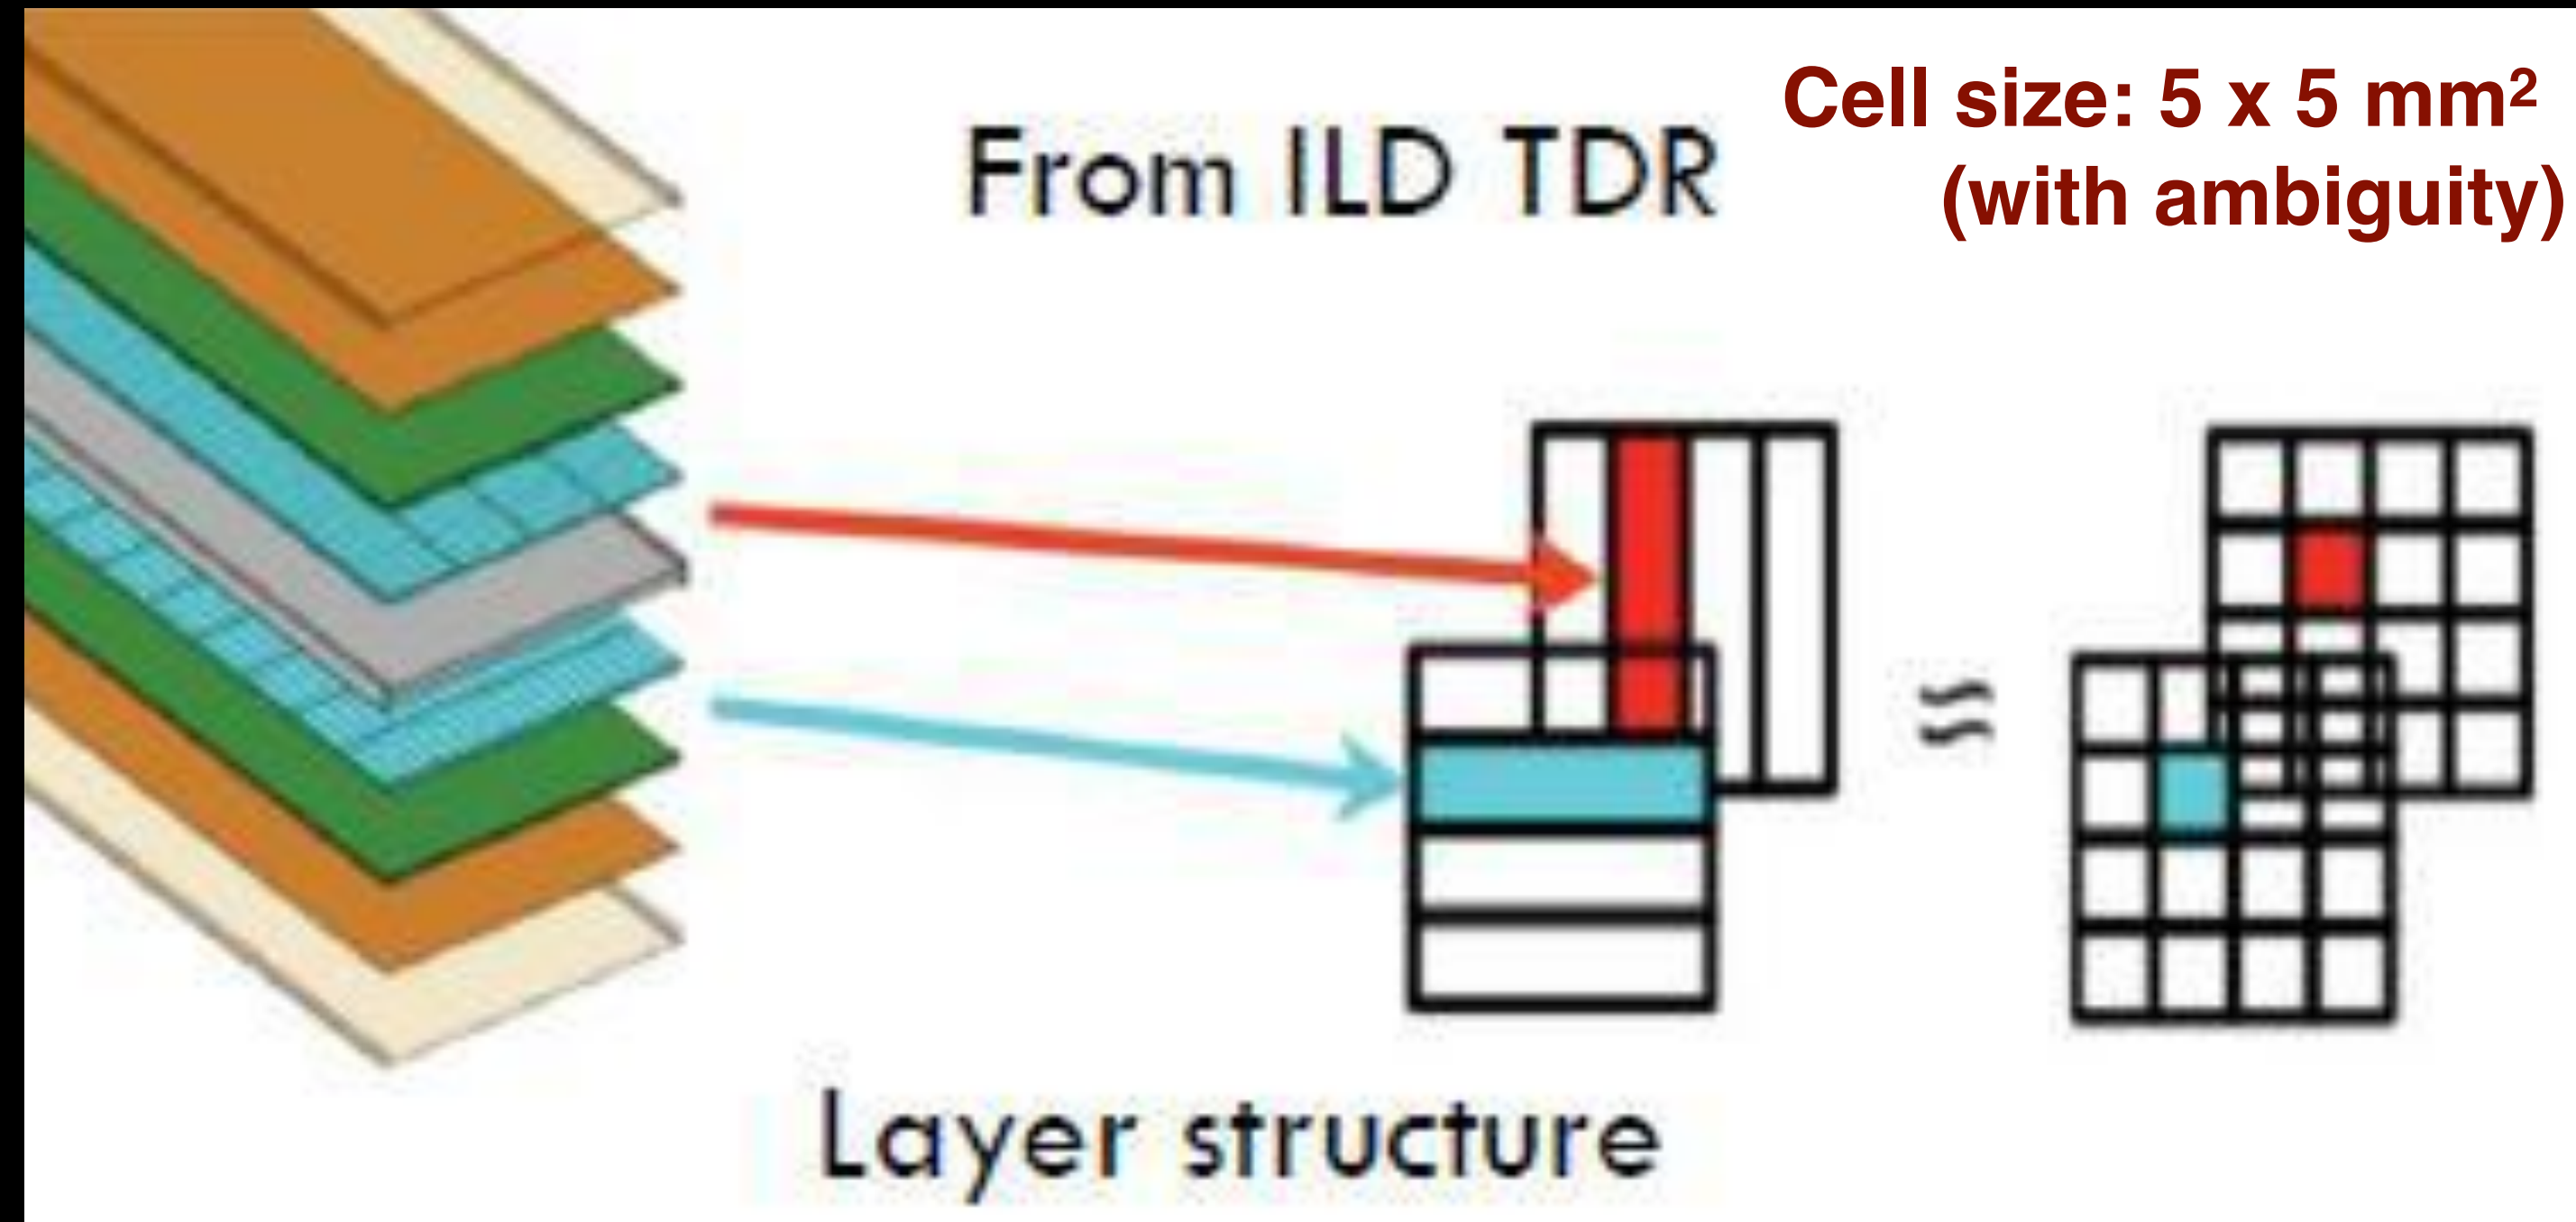 From ILD TDR
Cell size: 5 x 5 mm²
(with ambiguity)
≈
Layer structure